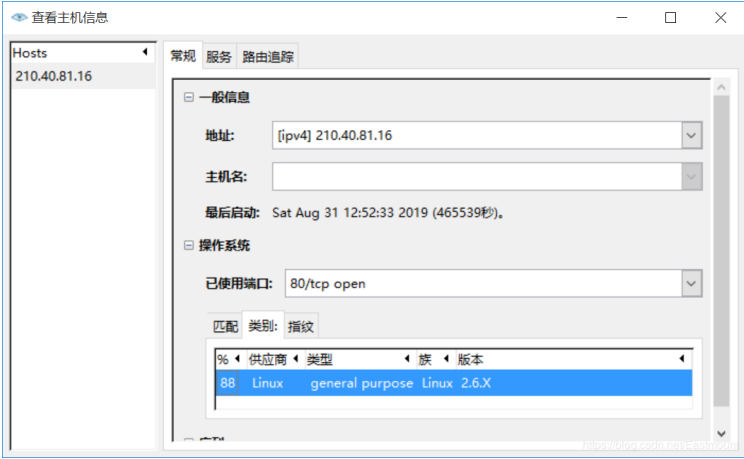 查看主机信息
Hosts
210.40.81.16
常规 服务 路由追踪
一般信息
地址: [ipv4] 210.40.81.16
主机名:
最后启动: Sat Aug 31 12:52:33 2019 (465539秒)。
操作系统
已使用端口: 80/tcp open
匹配 类别: 指纹
% 供应商 类型 族 版本
88 Linux general purpose Linux 2.6.X